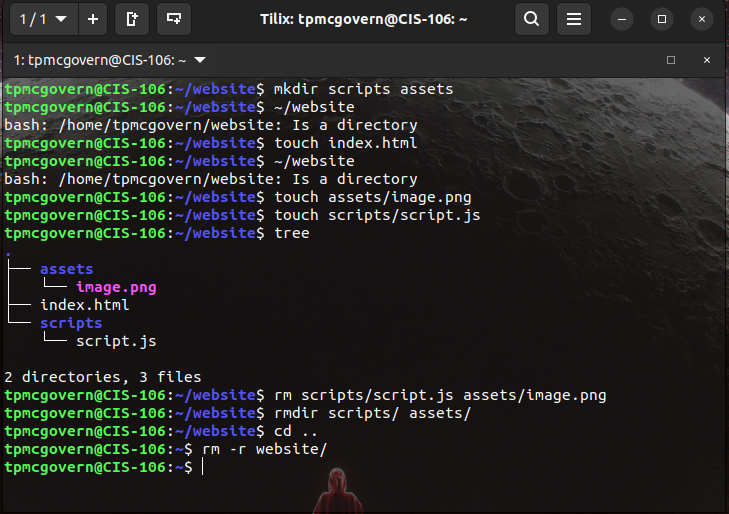 1 / 1
Tilix: tpmcgovern@CIS-106: ~
1: tpmcgovern@CIS-106: ~
tpmcgovern@CIS-106:~/website$ mkdir scripts assets
tpmcgovern@CIS-106:~/website$ ~/website
bash: /home/tpmcgovern/website: Is a directory
tpmcgovern@CIS-106:~/website$ touch index.html
tpmcgovern@CIS-106:~/website$ ~/website
bash: /home/tpmcgovern/website: Is a directory
tpmcgovern@CIS-106:~/website$ touch assets/image.png
tpmcgovern@CIS-106:~/website$ touch scripts/script.js
tpmcgovern@CIS-106:~/website$ tree
.
├── assets
│   └── image.png
├── index.html
└── scripts
    └── script.js
2 directories, 3 files
tpmcgovern@CIS-106:~/website$ rm scripts/script.js assets/image.png
tpmcgovern@CIS-106:~/website$ rmdir scripts/ assets/
tpmcgovern@CIS-106:~/website$ cd ..
tpmcgovern@CIS-106:~$ rm -r website/
tpmcgovern@CIS-106:~$